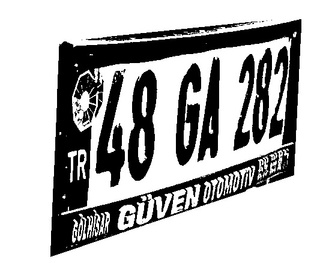 TR 48 GA 282
GÖLHİSAR GÜVEN OTOMOTİV